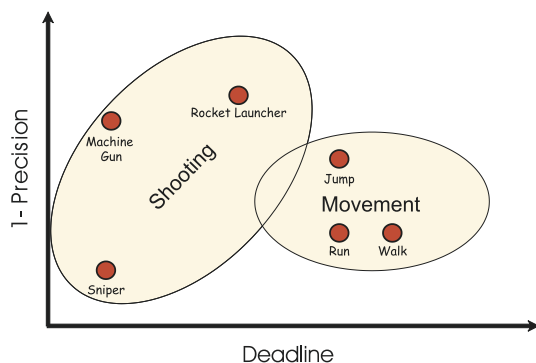 1- Precision
Rocket Launcher
Machine
Gun
Shooting
Jump
Movement
Run
Walk
Sniper
Deadline